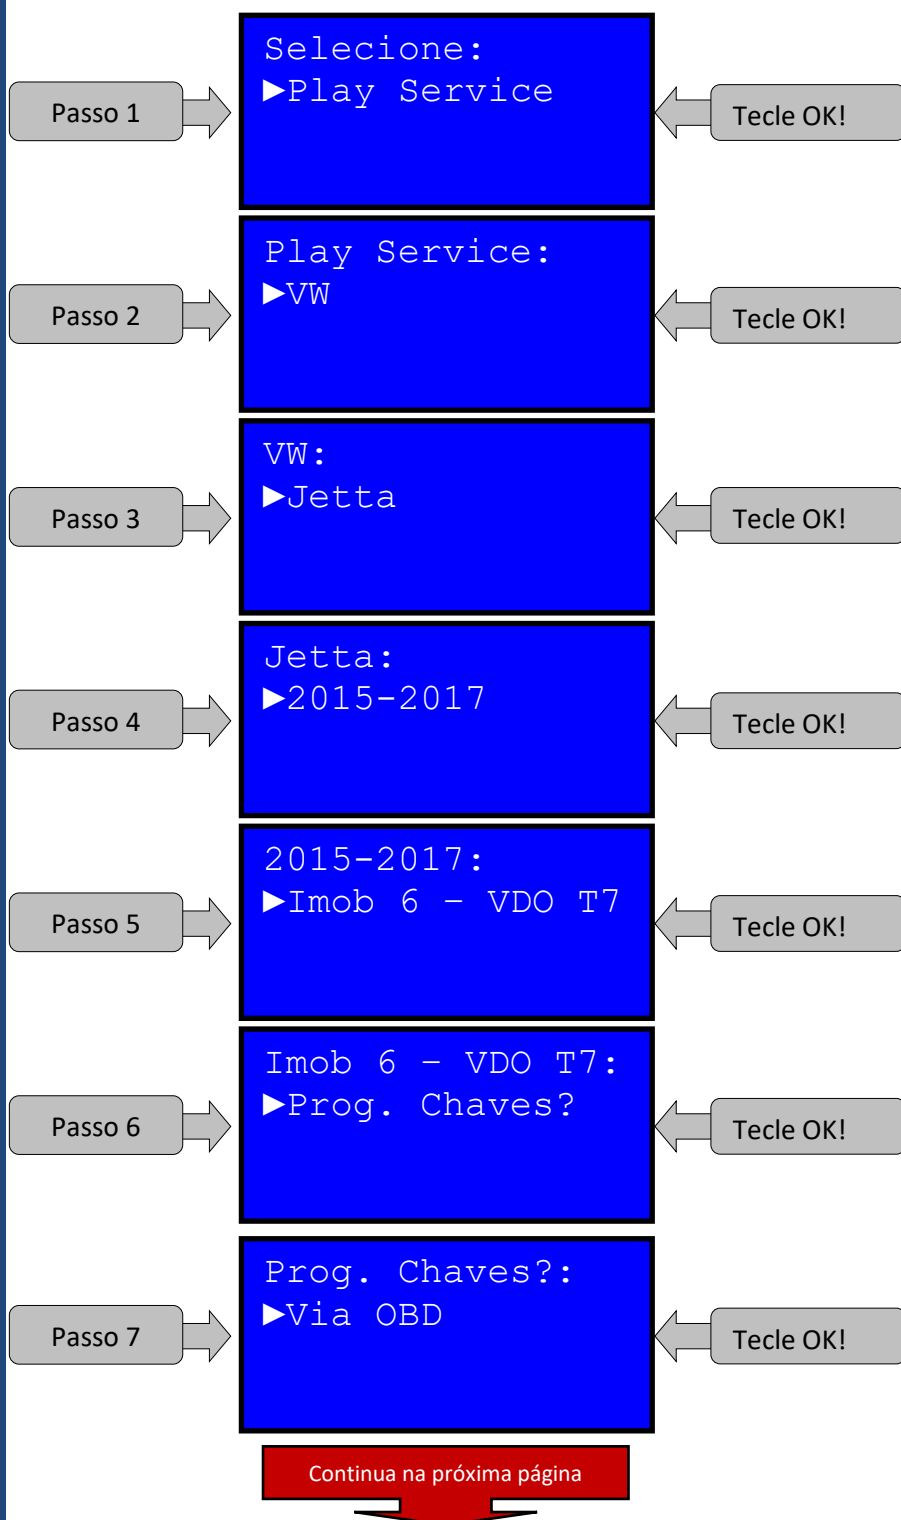 Selecione:
►Play Service
Passo 1
Tecle OK!
Play Service:
►VW
Passo 2
Tecle OK!
VW:
►Jetta
Passo 3
Tecle OK!
Jetta:
►2015-2017
Passo 4
Tecle OK!
2015-2017:
►Imob 6 – VDO T7
Passo 5
Tecle OK!
Imob 6 – VDO T7:
►Prog. Chaves?
Passo 6
Tecle OK!
Prog. Chaves?:
►Via OBD
Passo 7
Tecle OK!
Continua na próxima página